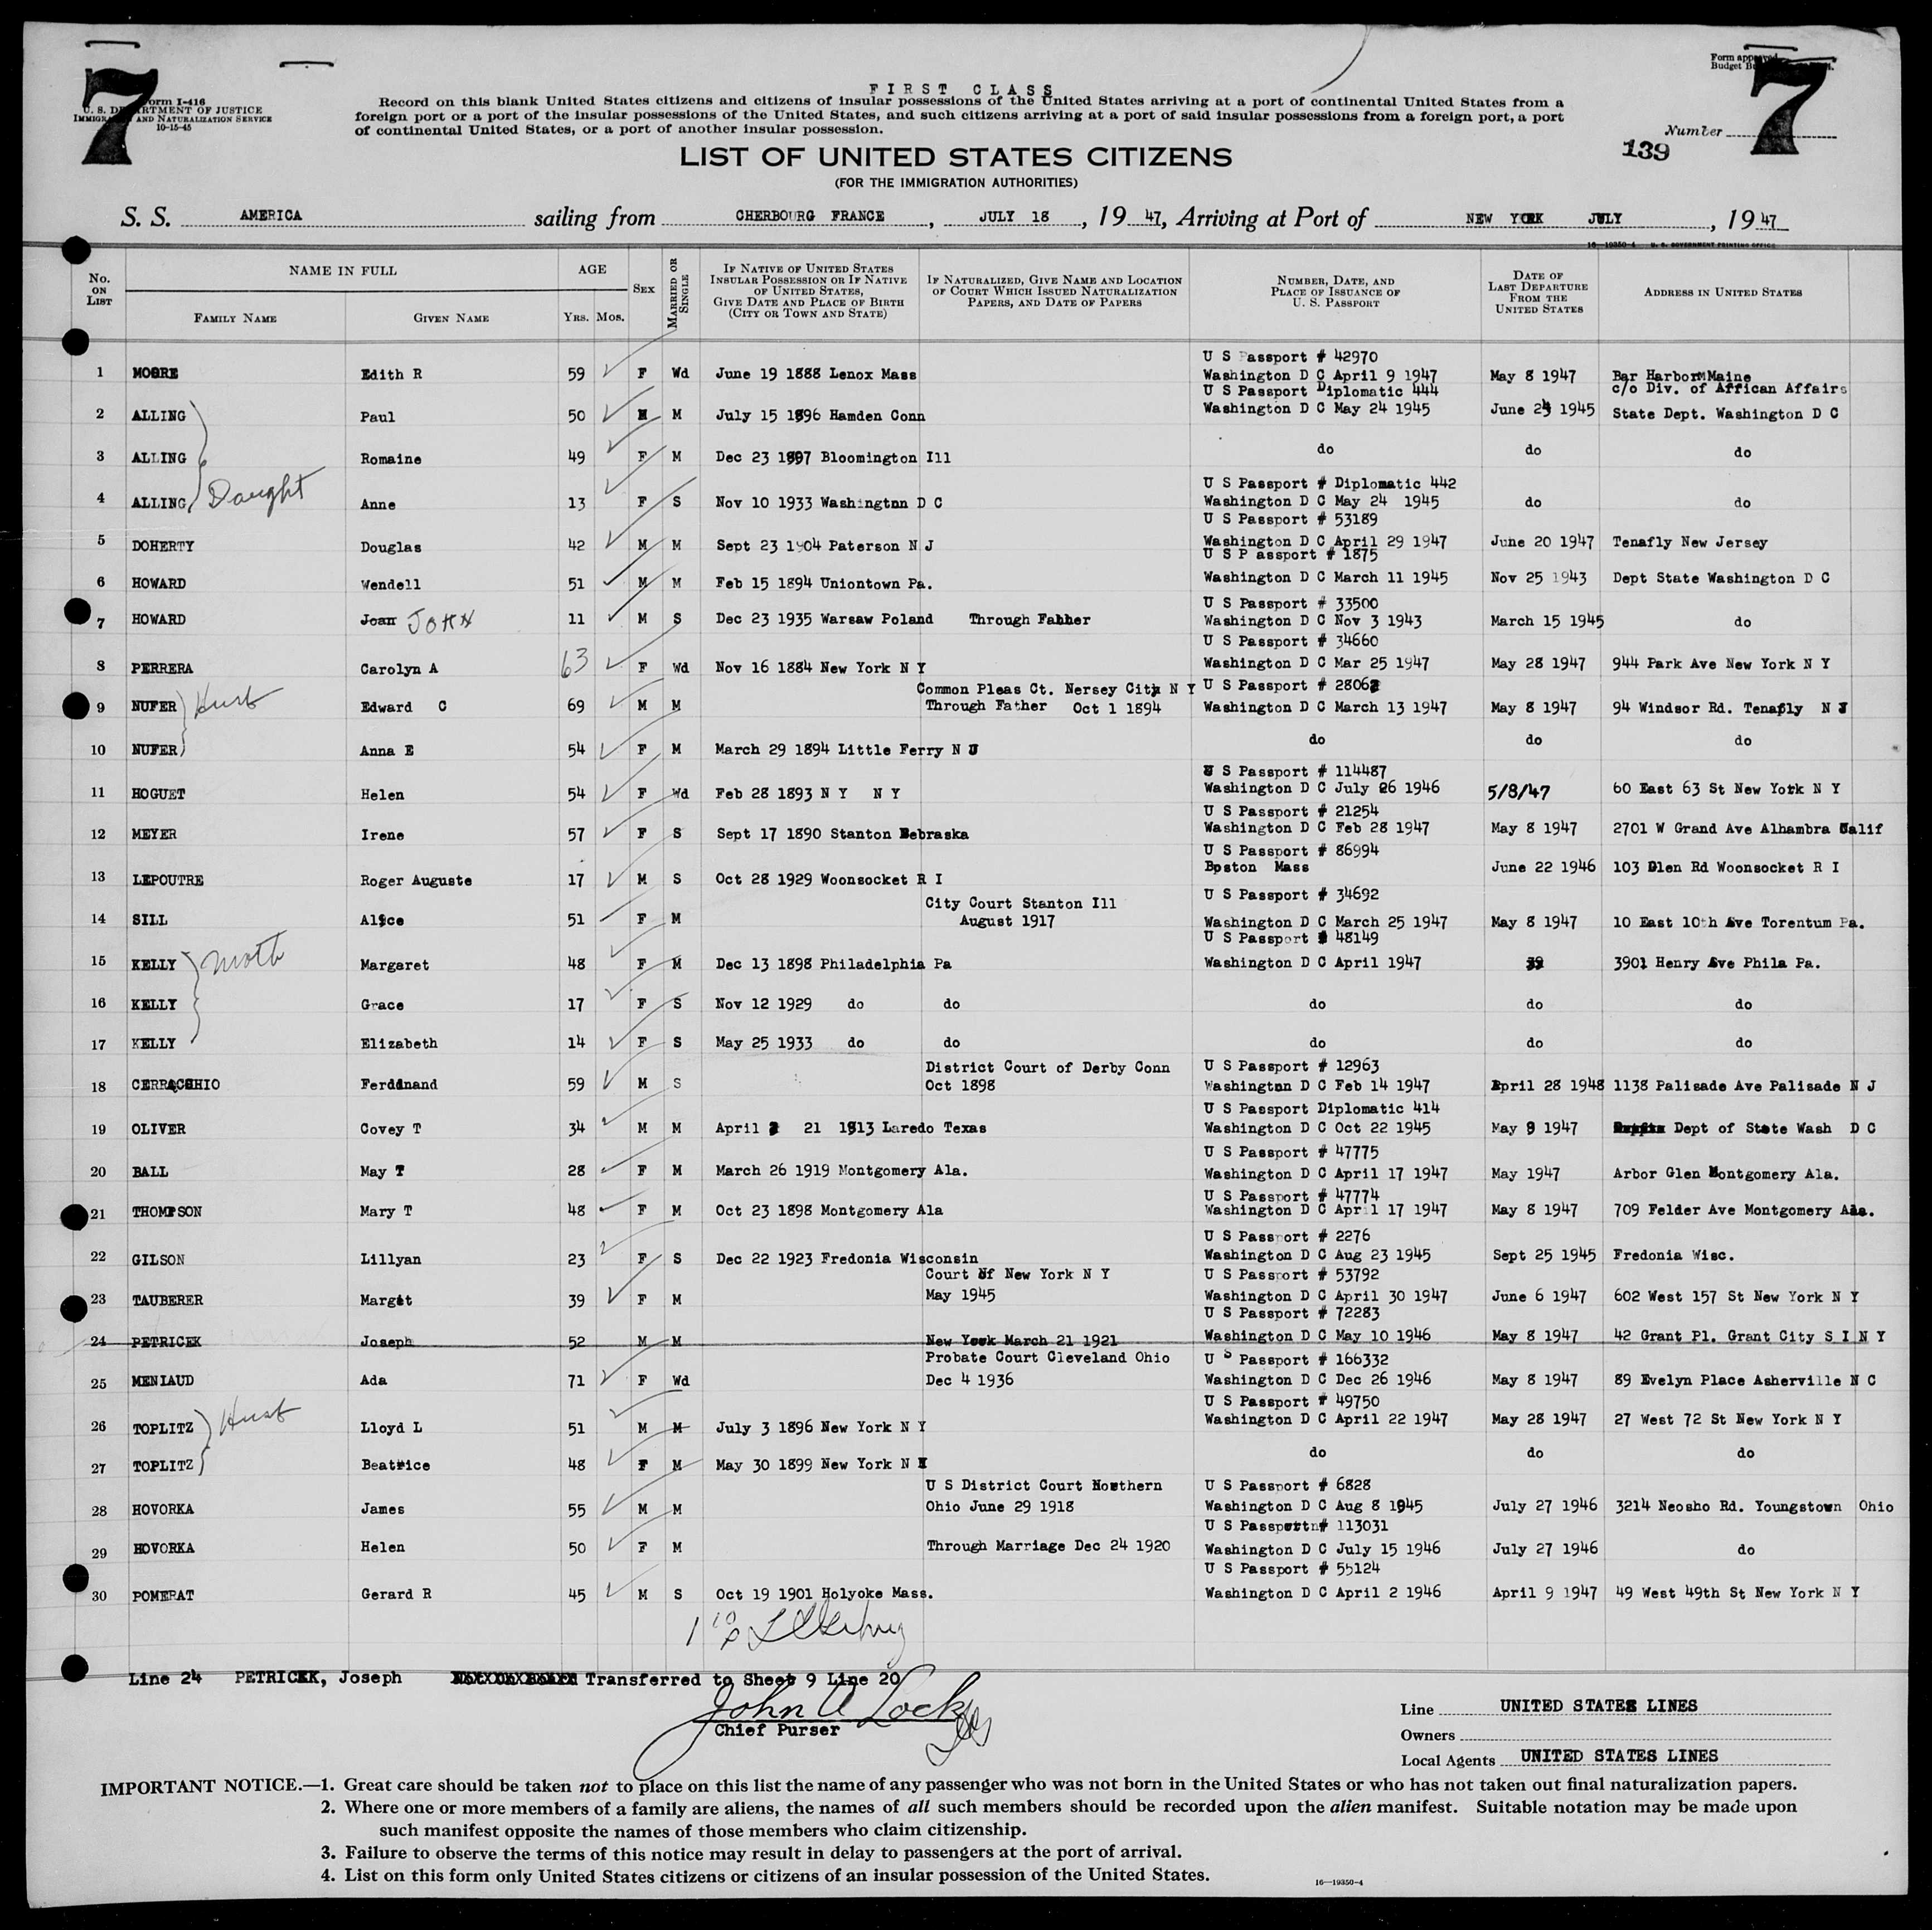 7
7
Form I-416
U. S. DEPARTMENT OF JUSTICE
IMMIGRATION AND NATURALIZATION SERVICE
10-15-45
Form approved
Budget
FIRST CLASS
Record on this blank United States citizens and citizens of insular possessions of the United States arriving at a port of continental United States from a
foreign port or a port of the insular possessions of the United States, and such citizens arriving at a port of said insular possessions from a foreign port, a port
of continental United States, or a port of another insular possession.
Number
139
LIST OF UNITED STATES CITIZENS
(FOR THE IMMIGRATION AUTHORITIES)
S. S. AMERICA sailing from CHERBOURG FRANCE, JULY 18, 19 47, Arriving at Port of NEW YORK JULY, 19 47
16—19350-4 U. S. GOVERNMENT PRINTING OFFICE
No. ON LIST
NAME IN FULL
FAMILY NAME
GIVEN NAME
AGE
YRS. MOS.
SEX
MARRIED OR SINGLE
IF NATIVE OF UNITED STATES INSULAR POSSESSION OR IF NATIVE OF UNITED STATES, GIVE DATE AND PLACE OF BIRTH (CITY OR TOWN AND STATE)
IF NATURALIZED, GIVE NAME AND LOCATION OF COURT WHICH ISSUED NATURALIZATION PAPERS, AND DATE OF PAPERS
NUMBER, DATE, AND PLACE OF ISSUANCE OF U. S. PASSPORT
DATE OF LAST DEPARTURE FROM THE UNITED STATES
ADDRESS IN UNITED STATES
U S Passport # 42970
1 MOORE Edith R 59 F Wd June 19 1888 Lenox Mass Washington D C April 9 1947 May 8 1947 Bar Harbor Maine
U S Passport Diplomatic 444 c/o Div. of Affican Affairs
2 ALLING Paul 50 M M July 15 1896 Hamden Conn Washington D C May 24 1945 June 24 1945 State Dept. Washington D C
3 ALLING Romaine 49 F M Dec 23 1897 Bloomington Ill do do do
U S Passport # Diplomatic 442
4 ALLING Daught Anne 13 F S Nov 10 1933 Washingtnn D C Washington D C May 24 1945 do do
U S Passport # 53189
5 DOHERTY Douglas 42 M M Sept 23 1904 Paterson N J Washington D C April 29 1947 June 20 1947 Tenafly New Jersey
U S P assport # 1875
6 HOWARD Wendell 51 M M Feb 15 1894 Uniontown Pa. Washington D C March 11 1945 Nov 25 1943 Dept State Washington D C
U S Passport # 33500
7 HOWARD Joan JOHN 11 M S Dec 23 1935 Warsaw Poland Through Father Washington D C Nov 3 1943 March 15 1945 do
U S Passport # 34660
8 PERRERA Carolyn A 63 F Wd Nov 16 1884 New York N Y Washington D C Mar 25 1947 May 28 1947 944 Park Ave New York N Y
Common Pleas Ct. Nersey City N Y U S Passport # 28062
9 NUFER Husb Edward C 69 M M Through Father Oct 1 1894 Washington D C March 13 1947 May 8 1947 94 Windsor Rd. Tenafly N J
10 NUFER Anna E 54 F M March 29 1894 Little Ferry N J do do do
U S Passport # 114487
11 HOGUET Helen 54 F Wd Feb 28 1893 N Y N Y Washington D C July 26 1946 5/8/47 60 East 63 St New York N Y
U S Passport # 21254
12 MEYER Irene 57 F S Sept 17 1890 Stanton Nebraska Washington D C Feb 28 1947 May 8 1947 2701 W Grand Ave Alhambra Calif
U S Passport # 86994
13 LEPOUTRE Roger Auguste 17 M S Oct 28 1929 Woonsocket R I Boston Mass June 22 1946 103 Glen Rd Woonsocket R I
City Court Stanton Ill U S Passport # 34692
14 SILL Alice 51 F M August 1917 Washington D C March 25 1947 May 8 1947 10 East 10th Ave Torentum Pa.
U S Passport # 48149
15 KELLY Moth Margaret 48 F M Dec 13 1898 Philadelphia Pa Washington D C April 1947 39 3901 Henry Ave Phila Pa.
16 KELLY Grace 17 F S Nov 12 1929 do do do do do
17 KELLY Elizabeth 14 F S May 25 1933 do do do do do
District Court of Derby Conn U S Passport # 12963
18 CERRACCHIO Ferdinand 59 M S Oct 1898 Washington D C Feb 14 1947 April 28 1948 1138 Palisade Ave Palisade N J
U S Passport Diplomatic 414
19 OLIVER Covey T 34 M M April 21 1913 Laredo Texas Washington D C Oct 22 1945 May 9 1947 Dept of State Wash D C
U S Passport # 47775
20 BALL May T 28 F M March 26 1919 Montgomery Ala. Washington D C April 17 1947 May 1947 Arbor Glen Montgomery Ala.
U S Passport # 47774
21 THOMPSON Mary T 48 F M Oct 23 1898 Montgomery Ala Washington D C April 17 1947 May 8 1947 709 Felder Ave Montgomery Ala.
U S Passport # 2276
22 GILSON Lillyan 23 F S Dec 22 1923 Fredonia Wisconsin Washington D C Aug 23 1945 Sept 25 1945 Fredonia Wisc.
Court Of New York N Y U S Passport # 53792
23 TAUBERER Margit 39 F M May 1945 Washington D C April 30 1947 June 6 1947 602 West 157 St New York N Y
U S Passport # 72283
24 PETRICEK Joseph 52 M M New York March 21 1921 Washington D C May 10 1946 May 8 1947 42 Grant Pl. Grant City S I N Y
Probate Court Cleveland Ohio U S Passport # 166332
25 MENIAUD Ada 71 F Wd Dec 4 1936 Washington D C Dec 26 1946 May 8 1947 89 Evelyn Place Asherville N C
U S Passport # 49750
26 TOPLITZ Husb Lloyd L 51 M M July 3 1896 New York N Y Washington D C April 22 1947 May 28 1947 27 West 72 St New York N Y
27 TOPLITZ Beatrice 48 F M May 30 1899 New York N Y do do do
U S District Court Northern U S Passport # 6828
28 HOVORKA James 55 M M Ohio June 29 1918 Washington D C Aug 8 1945 July 27 1946 3214 Neosho Rd. Youngstown Ohio
U S Passportn# 113031
29 HOVORKA Helen 50 F M Through Marriage Dec 24 1920 Washington D C July 15 1946 July 27 1946 do
U S Passport # 55124
30 POMERAT Gerard R 45 M S Oct 19 1901 Holyoke Mass. Washington D C April 2 1946 April 9 1947 49 West 49th St New York N Y
Line 24 PETRICEK, Joseph Transferred to Sheet 9 Line 20
John A Lock
Chief Purser
Line UNITED STATES LINES
Owners
Local Agents UNITED STATES LINES
IMPORTANT NOTICE.—1. Great care should be taken not to place on this list the name of any passenger who was not born in the United States or who has not taken out final naturalization papers.
2. Where one or more members of a family are aliens, the names of all such members should be recorded upon the alien manifest. Suitable notation may be made upon
such manifest opposite the names of those members who claim citizenship.
3. Failure to observe the terms of this notice may result in delay to passengers at the port of arrival.
4. List on this form only United States citizens or citizens of an insular possession of the United States.
16—19350-4